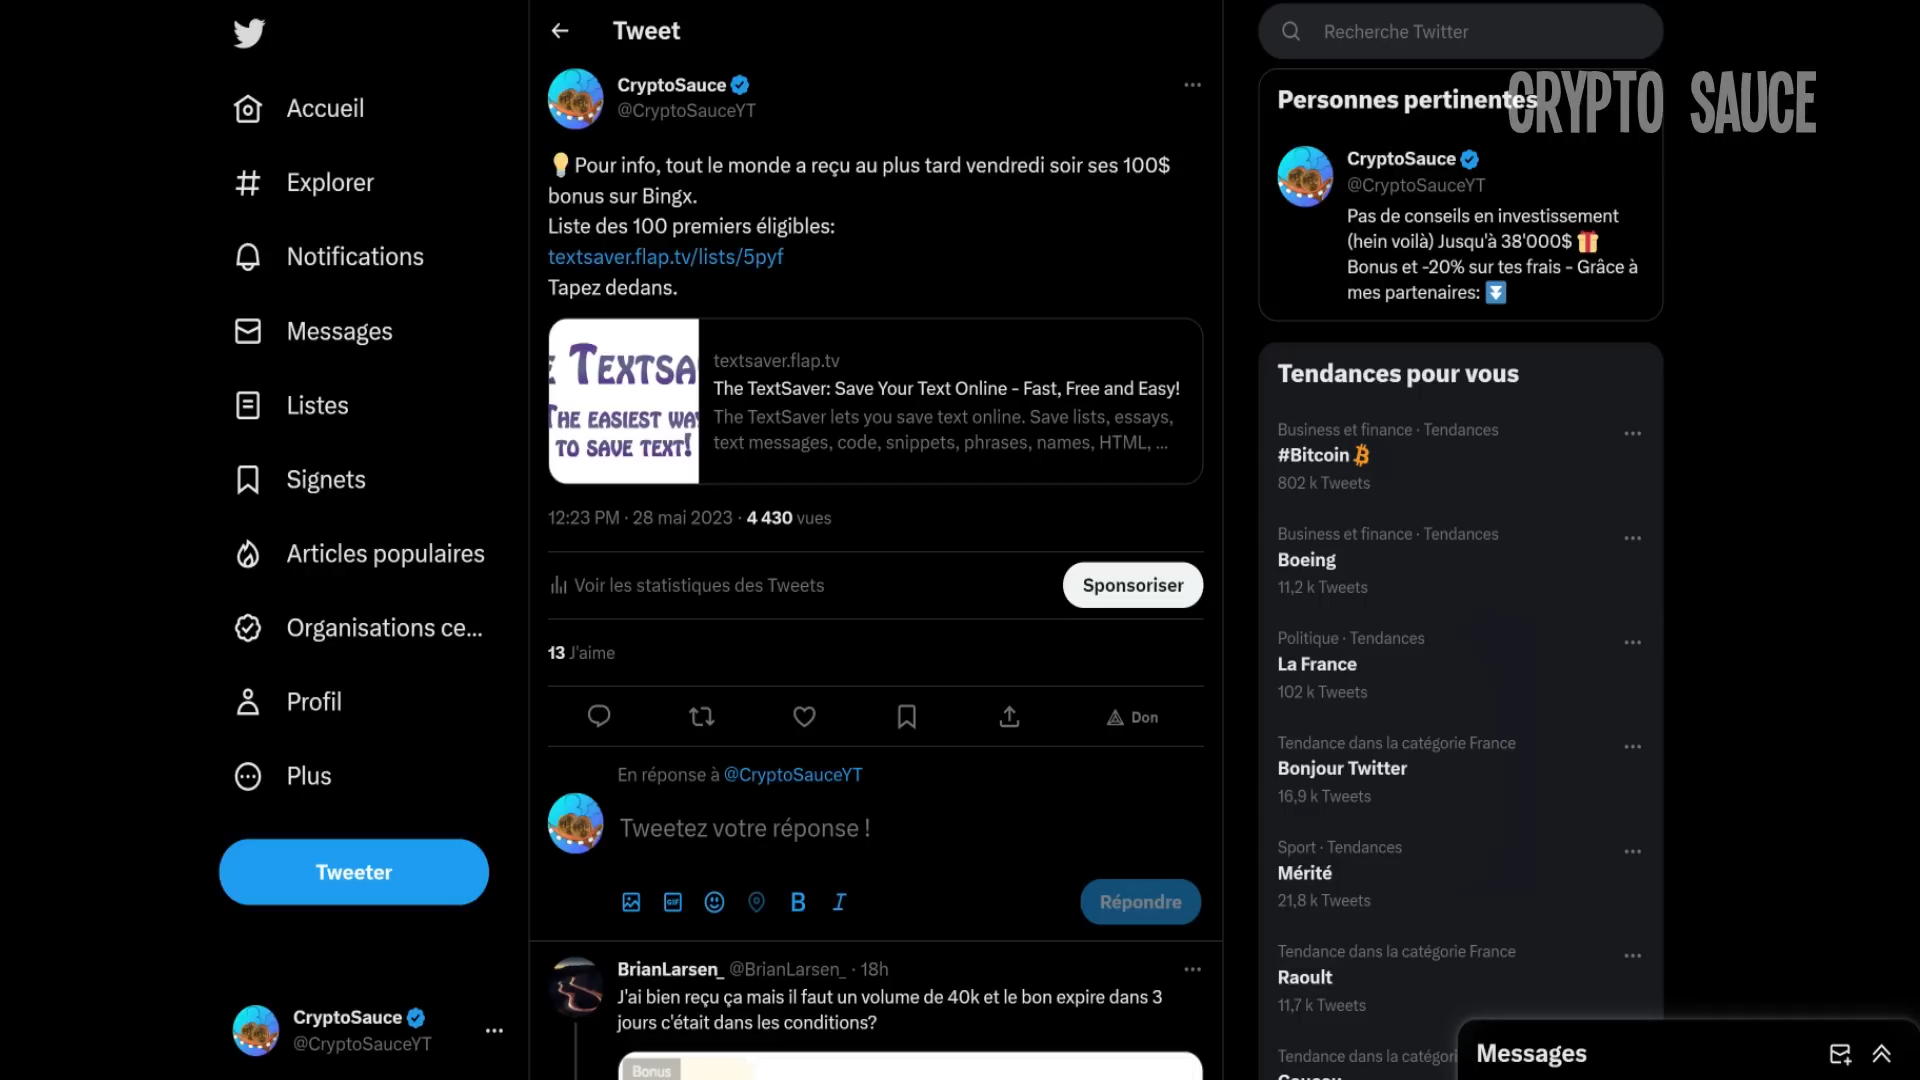 Accueil
Explorer
Notifications
Messages
Listes
Signets
Articles populaires
Organisations ce...
Profil
Plus
Tweeter
CryptoSauce
@CryptoSauceYT
Tweet
CryptoSauce
@CryptoSauceYT
Pour info, tout le monde a reçu au plus tard vendredi soir ses 100$
bonus sur Bingx.
Liste des 100 premiers éligibles:
textsaver.flap.tv/lists/5pyf
Tapez dedans.
TEXTSA
THE EASIEST WAY
TO SAVE TEXT!
textsaver.flap.tv
The TextSaver: Save Your Text Online - Fast, Free and Easy!
The TextSaver lets you save text online. Save lists, essays,
text messages, code, snippets, phrases, names, HTML, ...
12:23 PM · 28 mai 2023 · 4 430 vues
Voir les statistiques des Tweets
Sponsoriser
13 J'aime
Don
En réponse à @CryptoSauceYT
Tweetez votre réponse !
GIF
B I
Répondre
BrianLarsen_ @BrianLarsen_ · 18h
J'ai bien reçu ça mais il faut un volume de 40k et le bon expire dans 3
jours c'était dans les conditions?
Bonus
Recherche Twitter
CRYPTO SAUCE
Personnes pertinentes
CryptoSauce
@CryptoSauceYT
Pas de conseils en investissement
(hein voilà) Jusqu'à 38'000$
Bonus et -20% sur tes frais - Grâce à
mes partenaires:
Tendances pour vous
Business et finance · Tendances
#Bitcoin
802 k Tweets
Business et finance · Tendances
Boeing
11,2 k Tweets
Politique · Tendances
La France
102 k Tweets
Tendance dans la catégorie France
Bonjour Twitter
16,9 k Tweets
Sport · Tendances
Mérité
21,8 k Tweets
Tendance dans la catégorie France
Raoult
11,7 k Tweets
Tendance dans la catégori
Messages